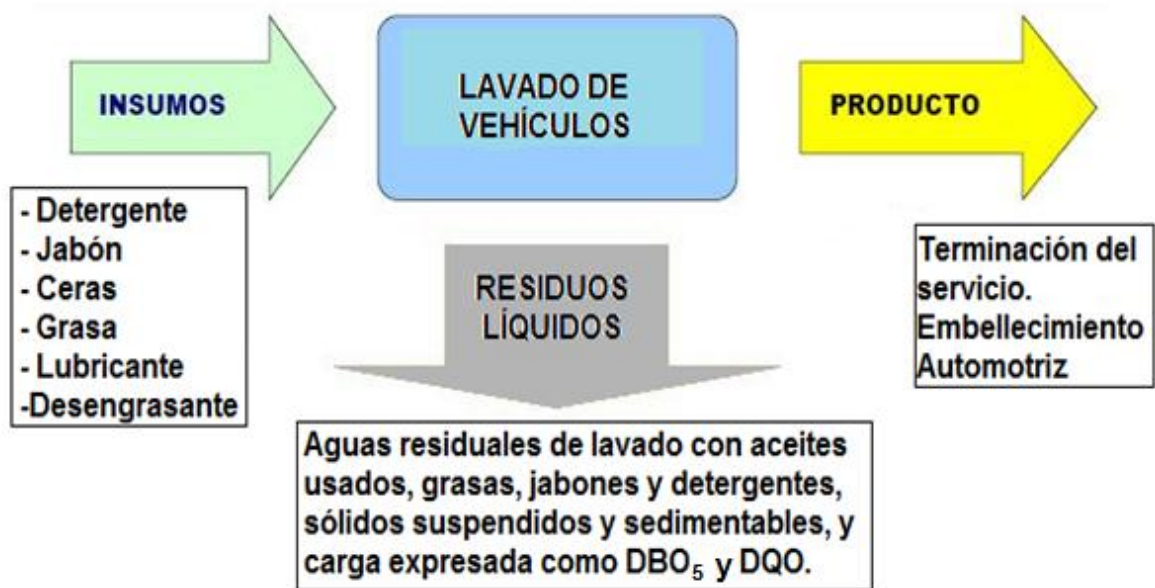 INSUMOS
LAVADO DE
VEHÍCULOS
PRODUCTO
- Detergente
- Jabón
- Ceras
- Grasa
- Lubricante
-Desengrasante
RESIDUOS
LÍQUIDOS
Terminación del
servicio.
Embellecimiento
Automotriz
Aguas residuales de lavado con aceites
usados, grasas, jabones y detergentes,
sólidos suspendidos y sedimentables, y
carga expresada como DBO₅ y DQO.